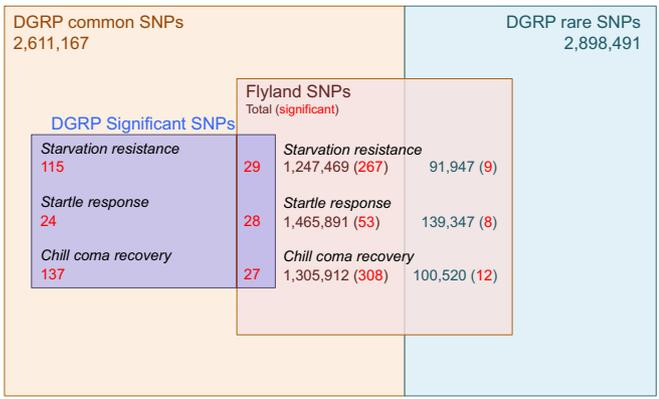 DGRP common SNPs
2,611,167
DGRP rare SNPs
2,898,491
Flyland SNPs
Total (significant)
DGRP Significant SNPs
Starvation resistance
115
29
Starvation resistance
1,247,469 (267)
91,947 (9)
Startle response
24
28
Startle response
1,465,891 (53)
139,347 (8)
Chill coma recovery
137
27
Chill coma recovery
1,305,912 (308)
100,520 (12)